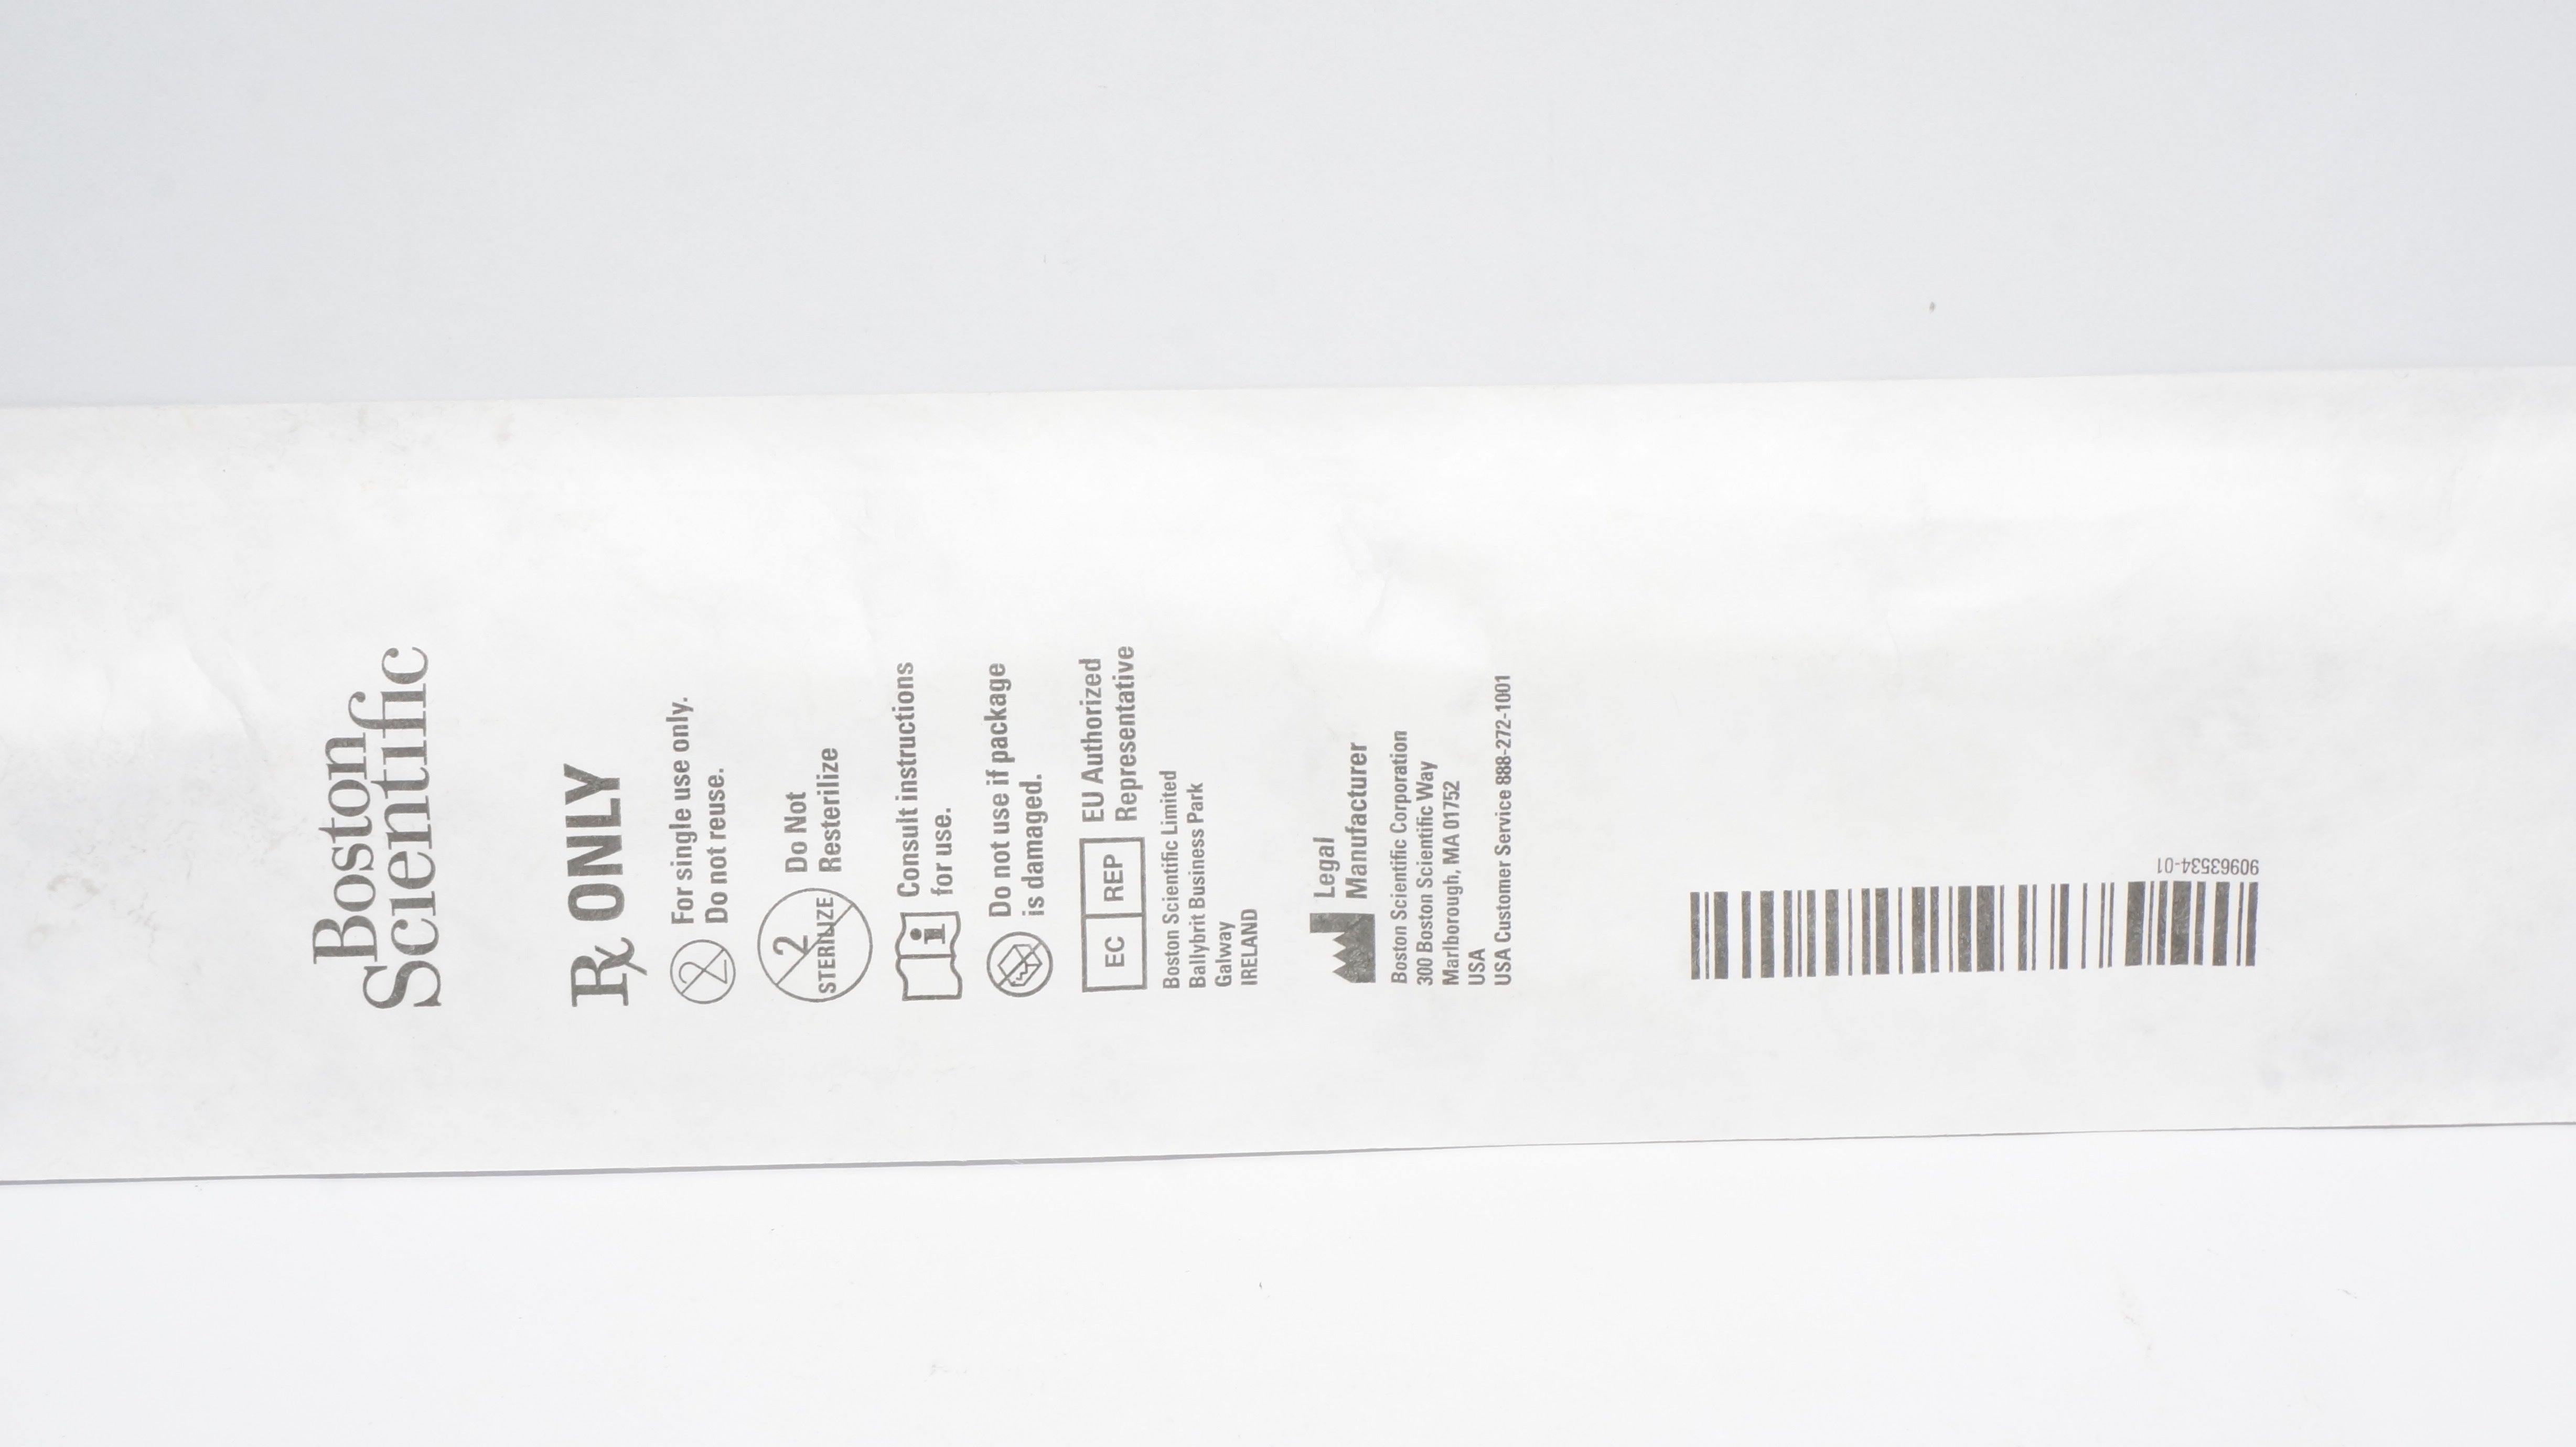 Boston
Scientific
Rx ONLY
2
For single use only.
Do not reuse.
2
STERILIZE
Do Not
Resterilize
i
Consult instructions
for use.
Do not use if package
is damaged.
EC REP
EU Authorized
Representative
Boston Scientific Limited
Ballybrit Business Park
Galway
IRELAND
Legal
Manufacturer
Boston Scientific Corporation
300 Boston Scientific Way
Marlborough, MA 01752
USA
USA Customer Service 888-272-1001
90963534-01